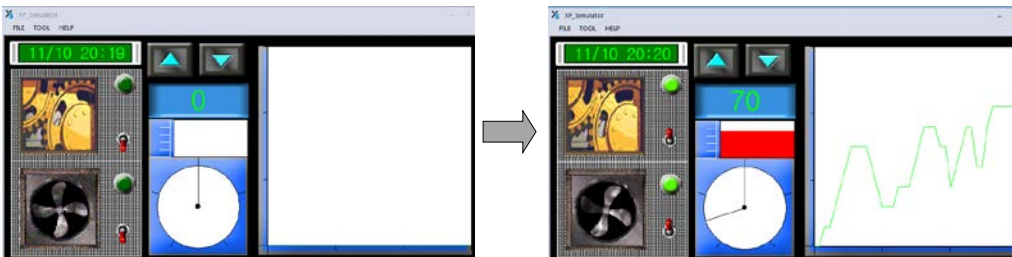 XP_Simulator
FILE TOOL HELP
11/10 20:19
0
XP_Simulator
FILE TOOL HELP
11/10 20:20
70